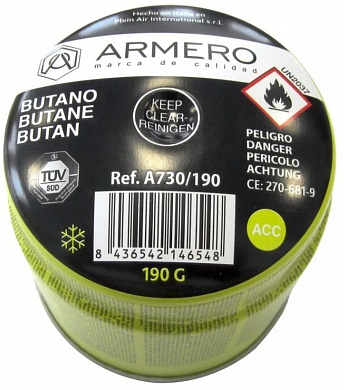 Hecho en Italia en
Plein Air International s.r.l.
ARMERO
marca de calidad
BUTANO
BUTANE
BUTAN
KEEP
CLEAR-
REINIGEN
UN2037
TÜV
SÜD
PELIGRO
DANGER
PERICOLO
ACHTUNG
CE: 270-681-9
Ref. A730/190
ACC
8 436542 146548
190 G